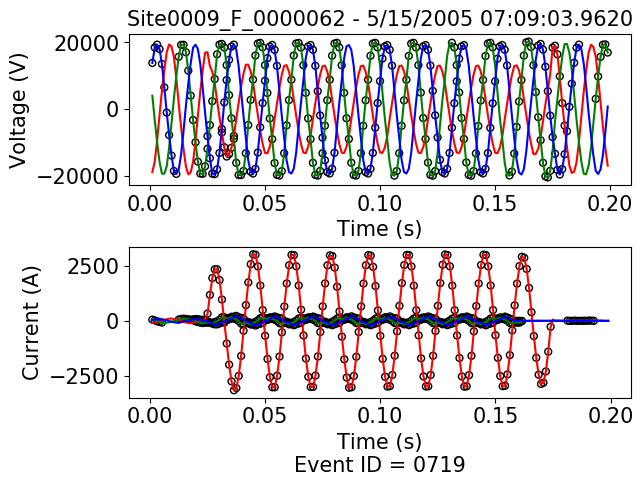 Site0009_F_0000062 - 5/15/2005 07:09:03.9620
20000
0
−20000
Voltage (V)
0.00 0.05 0.10 0.15 0.20
Time (s)
2500
0
−2500
Current (A)
0.00 0.05 0.10 0.15 0.20
Time (s)
Event ID = 0719